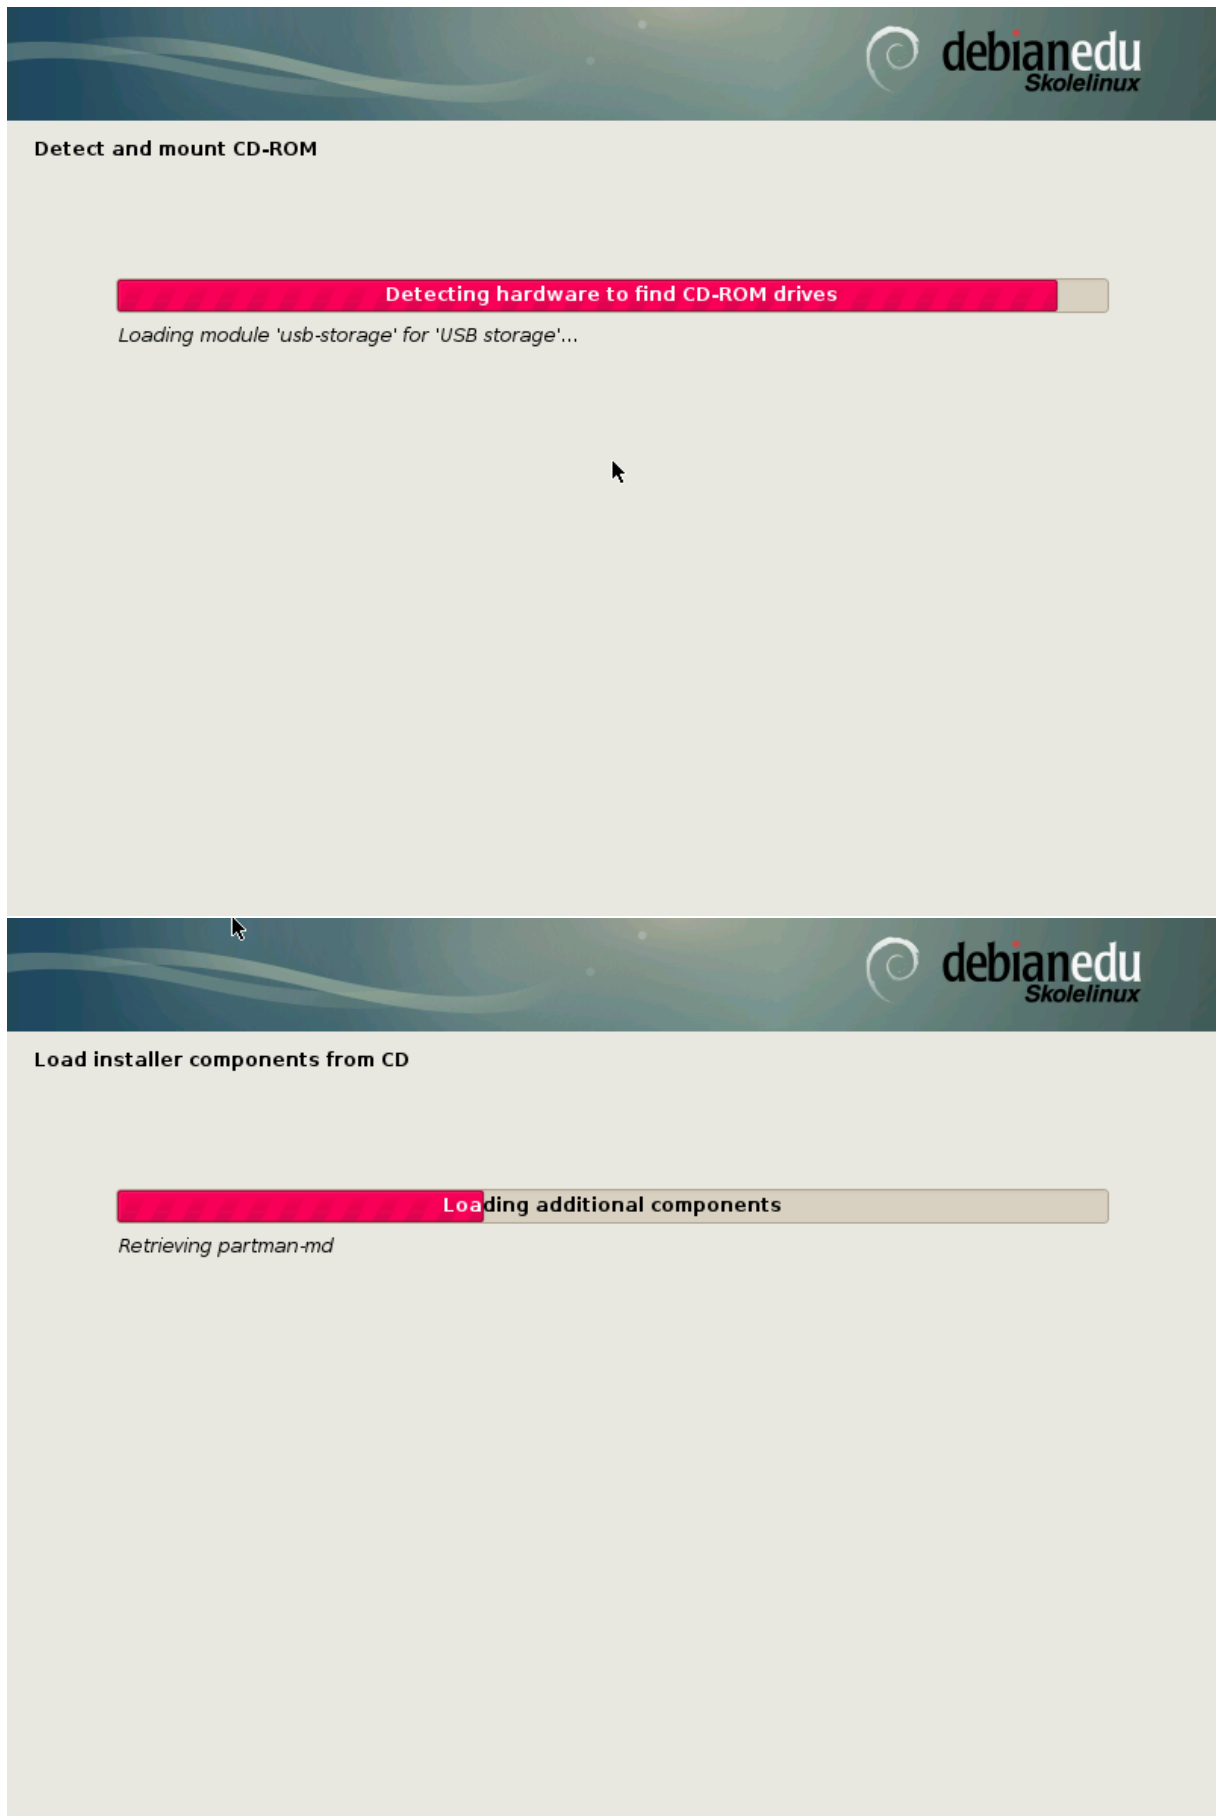 debianedu
Skolelinux
Detect and mount CD-ROM
Detecting hardware to find CD-ROM drives
Loading module 'usb-storage' for 'USB storage'...
debianedu
Skolelinux
Load installer components from CD
Loading additional components
Retrieving partman-md